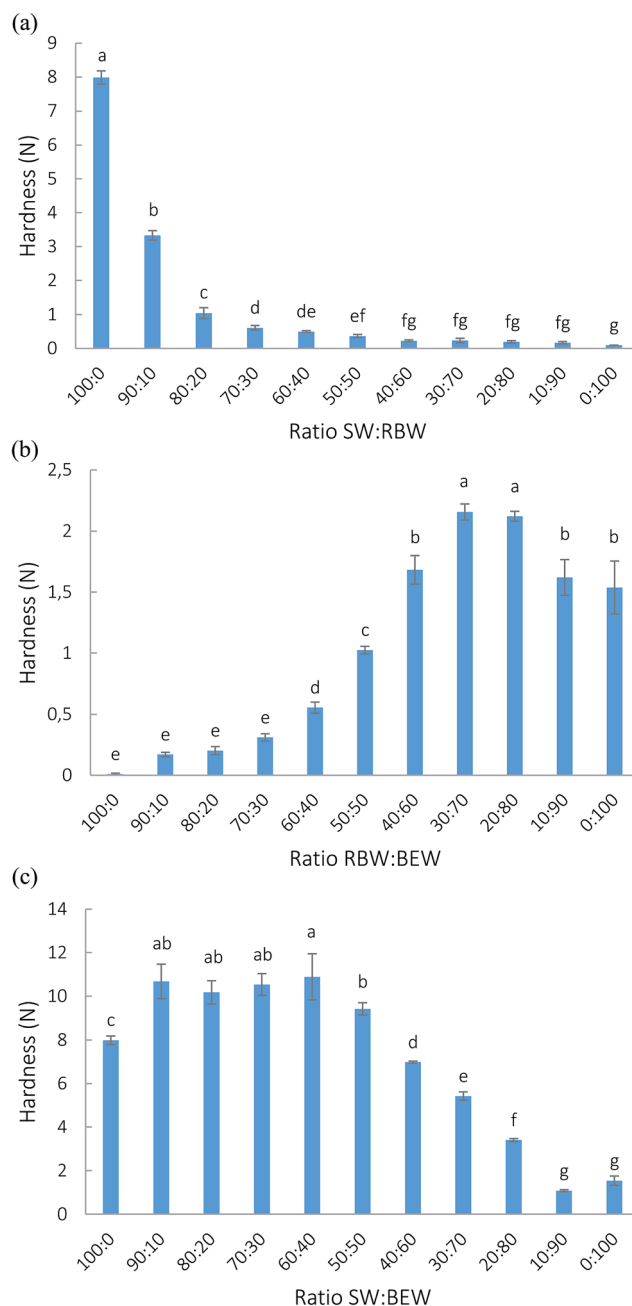 (a)
9
8
7
6
5
4
3
2
1
0
Hardness (N)
a
b
c
d
de
ef
fg
fg
fg
fg
g
100:0
90:10
80:20
70:30
60:40
50:50
40:60
30:70
20:80
10:90
0:100
Ratio SW:RBW
(b)
2,5
2
1,5
1
0,5
0
Hardness (N)
e
e
e
e
d
c
b
a
a
b
b
100:0
90:10
80:20
70:30
60:40
50:50
40:60
30:70
20:80
10:90
0:100
Ratio RBW:BEW
(c)
14
12
10
8
6
4
2
0
Hardness (N)
c
ab
ab
ab
a
b
d
e
f
g
g
100:0
90:10
80:20
70:30
60:40
50:50
40:60
30:70
20:80
10:90
0:100
Ratio SW:BEW